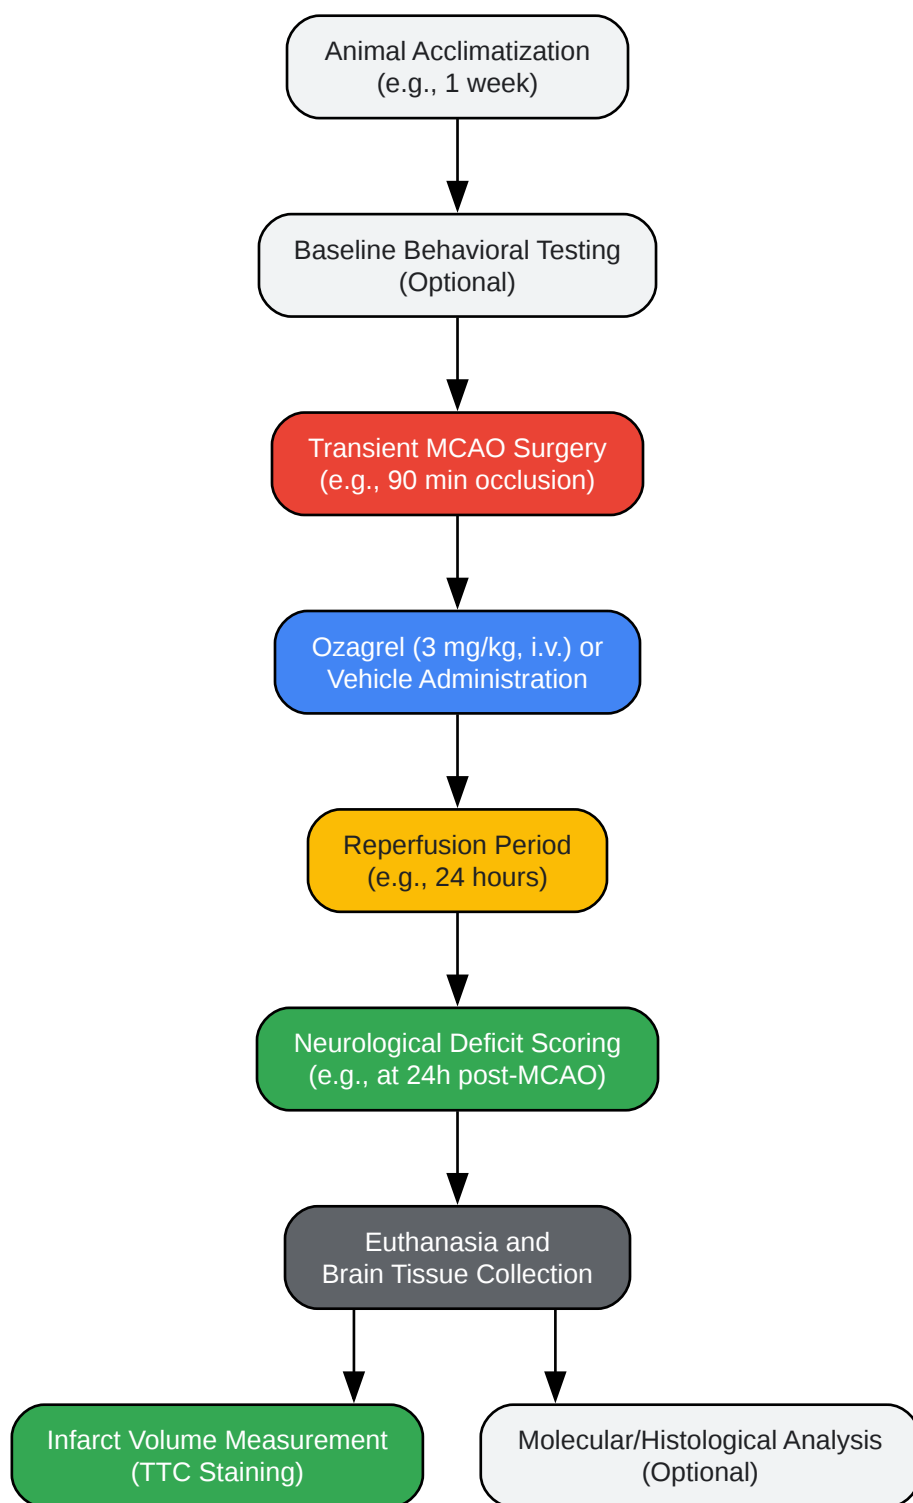 Animal Acclimatization
(e.g., 1 week)
Baseline Behavioral Testing
(Optional)
Transient MCAO Surgery
(e.g., 90 min occlusion)
Ozagrel (3 mg/kg, i.v.) or
Vehicle Administration
Reperfusion Period
(e.g., 24 hours)
Neurological Deficit Scoring
(e.g., at 24h post-MCAO)
Euthanasia and
Brain Tissue Collection
Infarct Volume Measurement
(TTC Staining)
Molecular/Histological Analysis
(Optional)